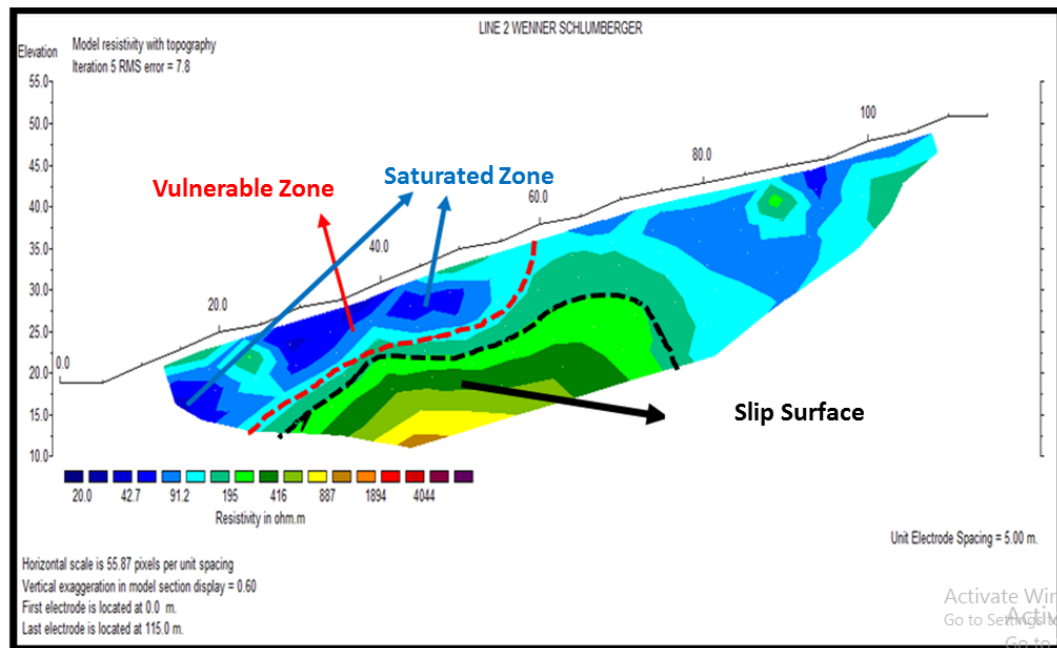 LINE 2 WENNER SCHLUMBERGER
Model resistivity with topography
Elevation
Iteration 5 RMS error = 7.8
55.0
50.0
45.0
40.0
35.0
30.0
25.0
20.0
15.0
10.0
0.0
20.0
40.0
60.0
80.0
100
Vulnerable Zone
Saturated Zone
Slip Surface
20.0 42.7 91.2 195 416 887 1894 4044
Resistivity in ohm.m
Unit Electrode Spacing = 5.00 m.
Horizontal scale is 55.87 pixels per unit spacing
Vertical exaggeration in model section display = 0.60
First electrode is located at 0.0 m.
Last electrode is located at 115.0 m.
Activate Win
Go to Settings
Activ
Go to